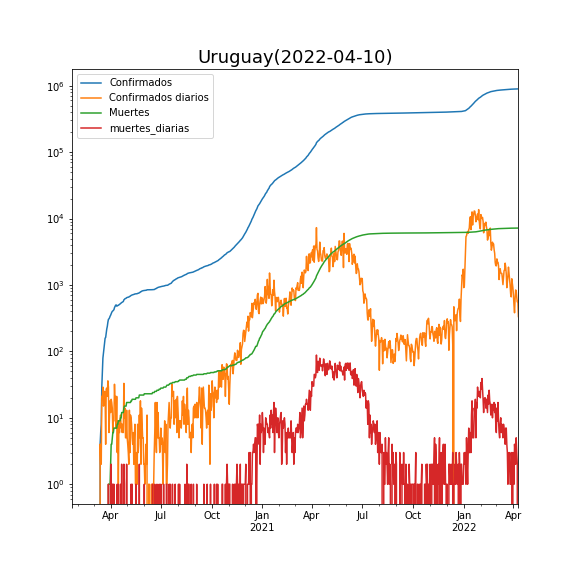 Uruguay(2022-04-10)
Confirmados
Confirmados diarios
Muertes
muertes_diarias
10⁶
10⁵
10⁴
10³
10²
10¹
10⁰
Apr Jul Oct Jan Apr Jul Oct Jan Apr
2021 2022